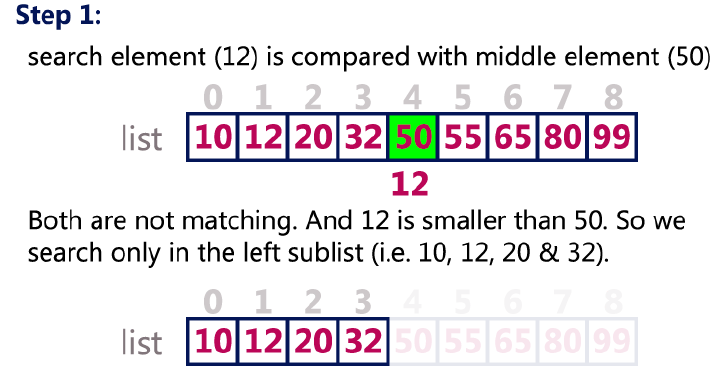 Step 1:
search element (12) is compared with middle element (50)
0 1 2 3 4 5 6 7 8
list 10 12 20 32 50 55 65 80 99
12
Both are not matching. And 12 is smaller than 50. So we
search only in the left sublist (i.e. 10, 12, 20 & 32).
0 1 2 3 4 5 6 7 8
list 10 12 20 32 50 55 65 80 99